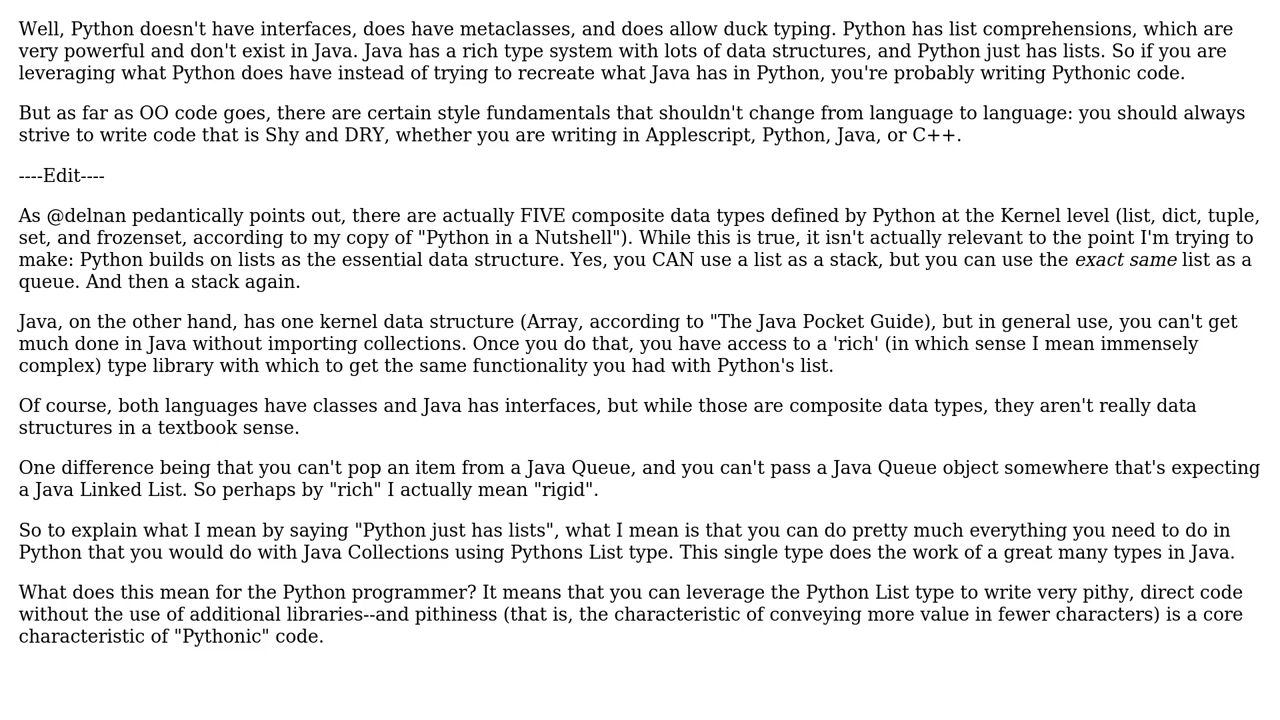 Well, Python doesn't have interfaces, does have metaclasses, and does allow duck typing. Python has list comprehensions, which are
very powerful and don't exist in Java. Java has a rich type system with lots of data structures, and Python just has lists. So if you are
leveraging what Python does have instead of trying to recreate what Java has in Python, you're probably writing Pythonic code.
But as far as OO code goes, there are certain style fundamentals that shouldn't change from language to language: you should always
strive to write code that is Shy and DRY, whether you are writing in Applescript, Python, Java, or C++.
----Edit----
As @delnan pedantically points out, there are actually FIVE composite data types defined by Python at the Kernel level (list, dict, tuple,
set, and frozenset, according to my copy of "Python in a Nutshell"). While this is true, it isn't actually relevant to the point I'm trying to
make: Python builds on lists as the essential data structure. Yes, you CAN use a list as a stack, but you can use the exact same list as a
queue. And then a stack again.
Java, on the other hand, has one kernel data structure (Array, according to "The Java Pocket Guide), but in general use, you can't get
much done in Java without importing collections. Once you do that, you have access to a 'rich' (in which sense I mean immensely
complex) type library with which to get the same functionality you had with Python's list.
Of course, both languages have classes and Java has interfaces, but while those are composite data types, they aren't really data
structures in a textbook sense.
One difference being that you can't pop an item from a Java Queue, and you can't pass a Java Queue object somewhere that's expecting
a Java Linked List. So perhaps by "rich" I actually mean "rigid".
So to explain what I mean by saying "Python just has lists", what I mean is that you can do pretty much everything you need to do in
Python that you would do with Java Collections using Pythons List type. This single type does the work of a great many types in Java.
What does this mean for the Python programmer? It means that you can leverage the Python List type to write very pithy, direct code
without the use of additional libraries--and pithiness (that is, the characteristic of conveying more value in fewer characters) is a core
characteristic of "Pythonic" code.